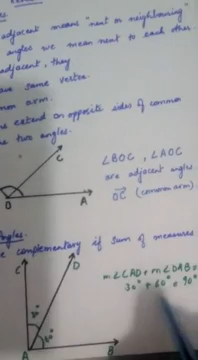 adjacent means "next or neighbouring"
angles we mean next to each other.
adjacent, they
same vertex.
mon arm.
extend on opposite sides of common
two angles.
C
∠BOC, ∠AOC
are adjacent angles
OC (common arm)
O A
ngles.
complementary if sum of measures
C D
m∠CAD + m∠DAB =
30° + 60° = 90°
30°
60°
A B